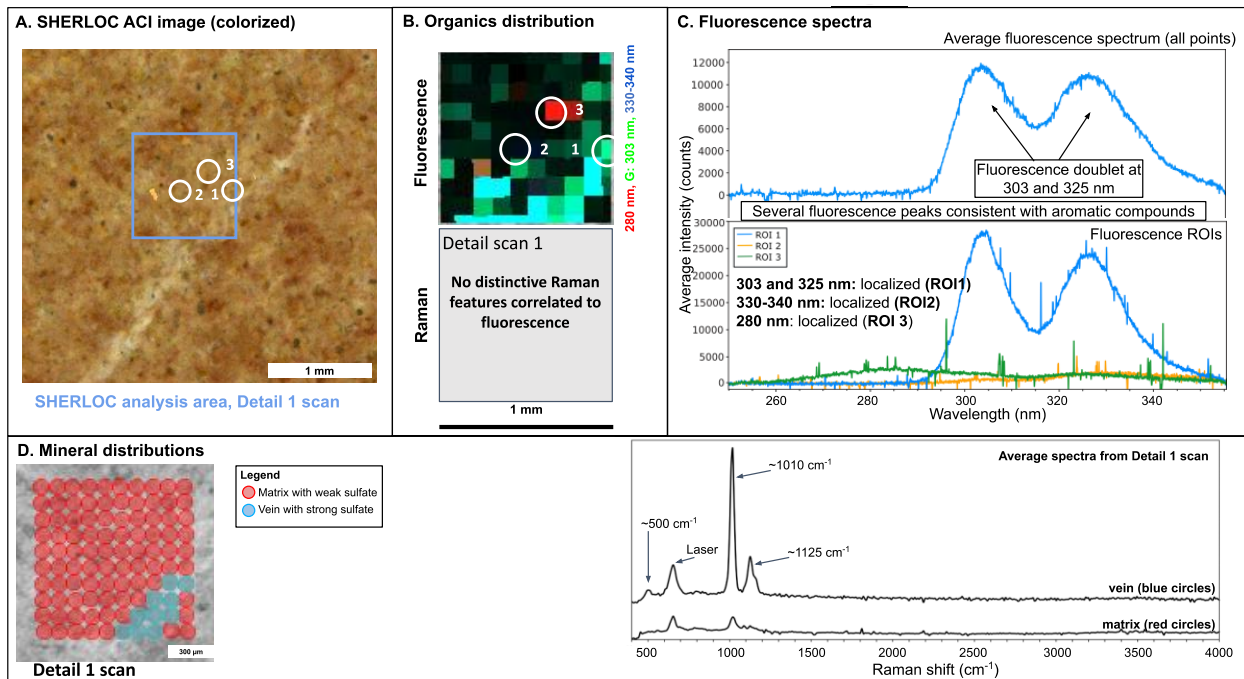 A. SHERLOC ACI image (colorized)
3
2
1
1 mm
SHERLOC analysis area, Detail 1 scan
B. Organics distribution
Fluorescence
3
2
1
280 nm, G: 303 nm, 330-340 nm
Raman
Detail scan 1
No distinctive Raman
features correlated to
fluorescence
1 mm
C. Fluorescence spectra
Average fluorescence spectrum (all points)
12000
10000
8000
6000
4000
2000
0
Fluorescence doublet at
303 and 325 nm
Several fluorescence peaks consistent with aromatic compounds
Average intensity (counts)
30000
25000
20000
15000
10000
5000
0
ROI 1
ROI 2
ROI 3
Fluorescence ROIs
303 and 325 nm: localized (ROI1)
330-340 nm: localized (ROI2)
280 nm: localized (ROI 3)
260
280
300
320
340
Wavelength (nm)
D. Mineral distributions
Legend
Matrix with weak sulfate
Vein with strong sulfate
300 µm
Detail 1 scan
Average spectra from Detail 1 scan
~1010 cm⁻¹
~500 cm⁻¹
Laser
~1125 cm⁻¹
vein (blue circles)
matrix (red circles)
500
1000
1500
2000
2500
3000
3500
4000
Raman shift (cm⁻¹)